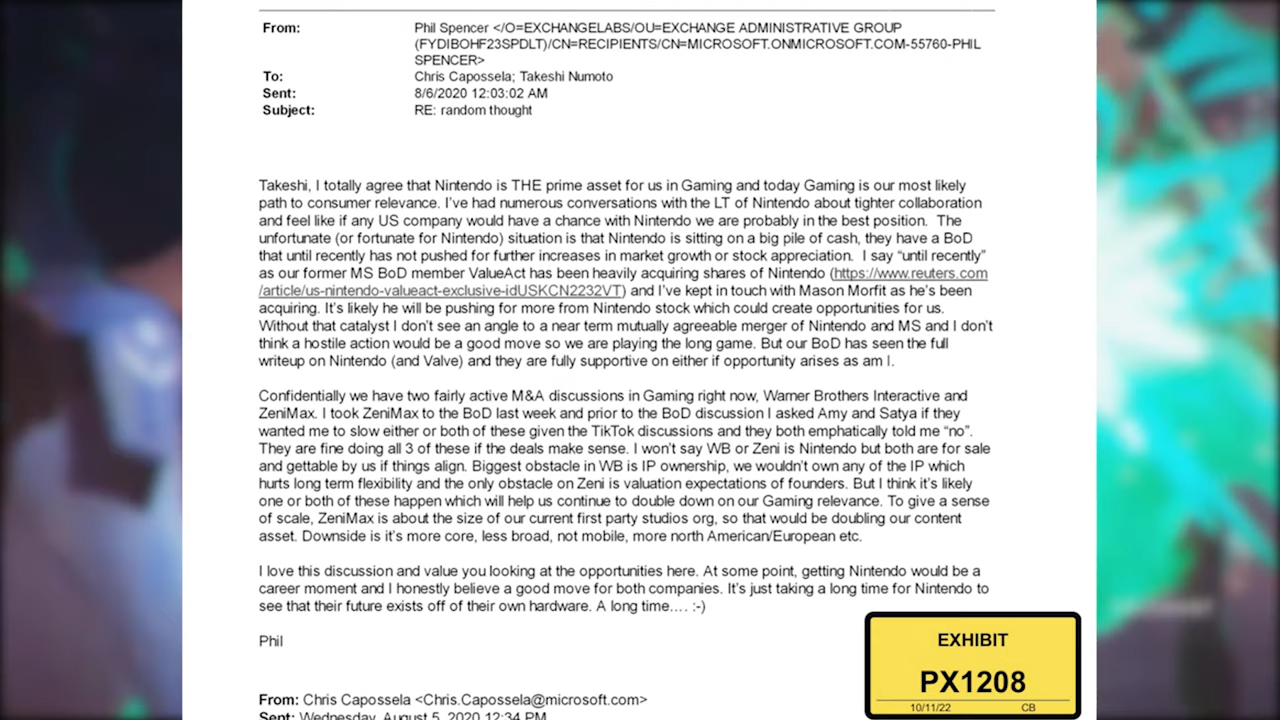 From: Phil Spencer </O=EXCHANGELABS/OU=EXCHANGE ADMINISTRATIVE GROUP
(FYDIBOHF23SPDLT)/CN=RECIPIENTS/CN=MICROSOFT.ONMICROSOFT.COM-55760-PHIL
SPENCER>
To: Chris Capossela; Takeshi Numoto
Sent: 8/6/2020 12:03:02 AM
Subject: RE: random thought
Takeshi, I totally agree that Nintendo is THE prime asset for us in Gaming and today Gaming is our most likely
path to consumer relevance. I've had numerous conversations with the LT of Nintendo about tighter collaboration
and feel like if any US company would have a chance with Nintendo we are probably in the best position.  The
unfortunate (or fortunate for Nintendo) situation is that Nintendo is sitting on a big pile of cash, they have a BoD
that until recently has not pushed for further increases in market growth or stock appreciation.  I say "until recently"
as our former MS BoD member ValueAct has been heavily acquiring shares of Nintendo (https://www.reuters.com
/article/us-nintendo-valueact-exclusive-idUSKCN2232VT) and I've kept in touch with Mason Morfit as he's been
acquiring. It's likely he will be pushing for more from Nintendo stock which could create opportunities for us.
Without that catalyst I don't see an angle to a near term mutually agreeable merger of Nintendo and MS and I don't
think a hostile action would be a good move so we are playing the long game. But our BoD has seen the full
writeup on Nintendo (and Valve) and they are fully supportive on either if opportunity arises as am I.
Confidentially we have two fairly active M&A discussions in Gaming right now, Warner Brothers Interactive and
ZeniMax. I took ZeniMax to the BoD last week and prior to the BoD discussion I asked Amy and Satya if they
wanted me to slow either or both of these given the TikTok discussions and they both emphatically told me "no".
They are fine doing all 3 of these if the deals make sense. I won't say WB or Zeni is Nintendo but both are for sale
and gettable by us if things align. Biggest obstacle in WB is IP ownership, we wouldn't own any of the IP which
hurts long term flexibility and the only obstacle on Zeni is valuation expectations of founders. But I think it's likely
one or both of these happen which will help us continue to double down on our Gaming relevance. To give a sense
of scale, ZeniMax is about the size of our current first party studios org, so that would be doubling our content
asset. Downside is it's more core, less broad, not mobile, more north American/European etc.
I love this discussion and value you looking at the opportunities here. At some point, getting Nintendo would be a
career moment and I honestly believe a good move for both companies. It's just taking a long time for Nintendo to
see that their future exists off of their own hardware. A long time.... :-)
Phil
From: Chris Capossela <Chris.Capossela@microsoft.com>
Sent: Wednesday, August 5, 2020 12:34 PM
EXHIBIT
PX1208
10/11/22 CB